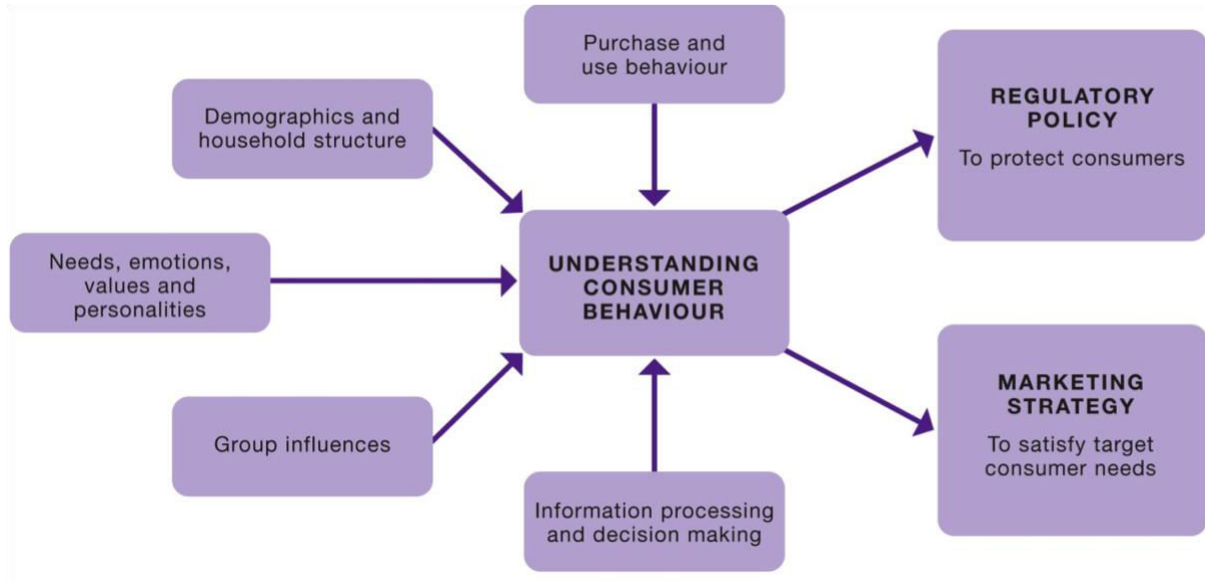 Purchase and
use behaviour
Demographics and
household structure
Needs, emotions,
values and
personalities
Group influences
Information processing
and decision making
UNDERSTANDING
CONSUMER
BEHAVIOUR
REGULATORY
POLICY
To protect consumers
MARKETING
STRATEGY
To satisfy target
consumer needs